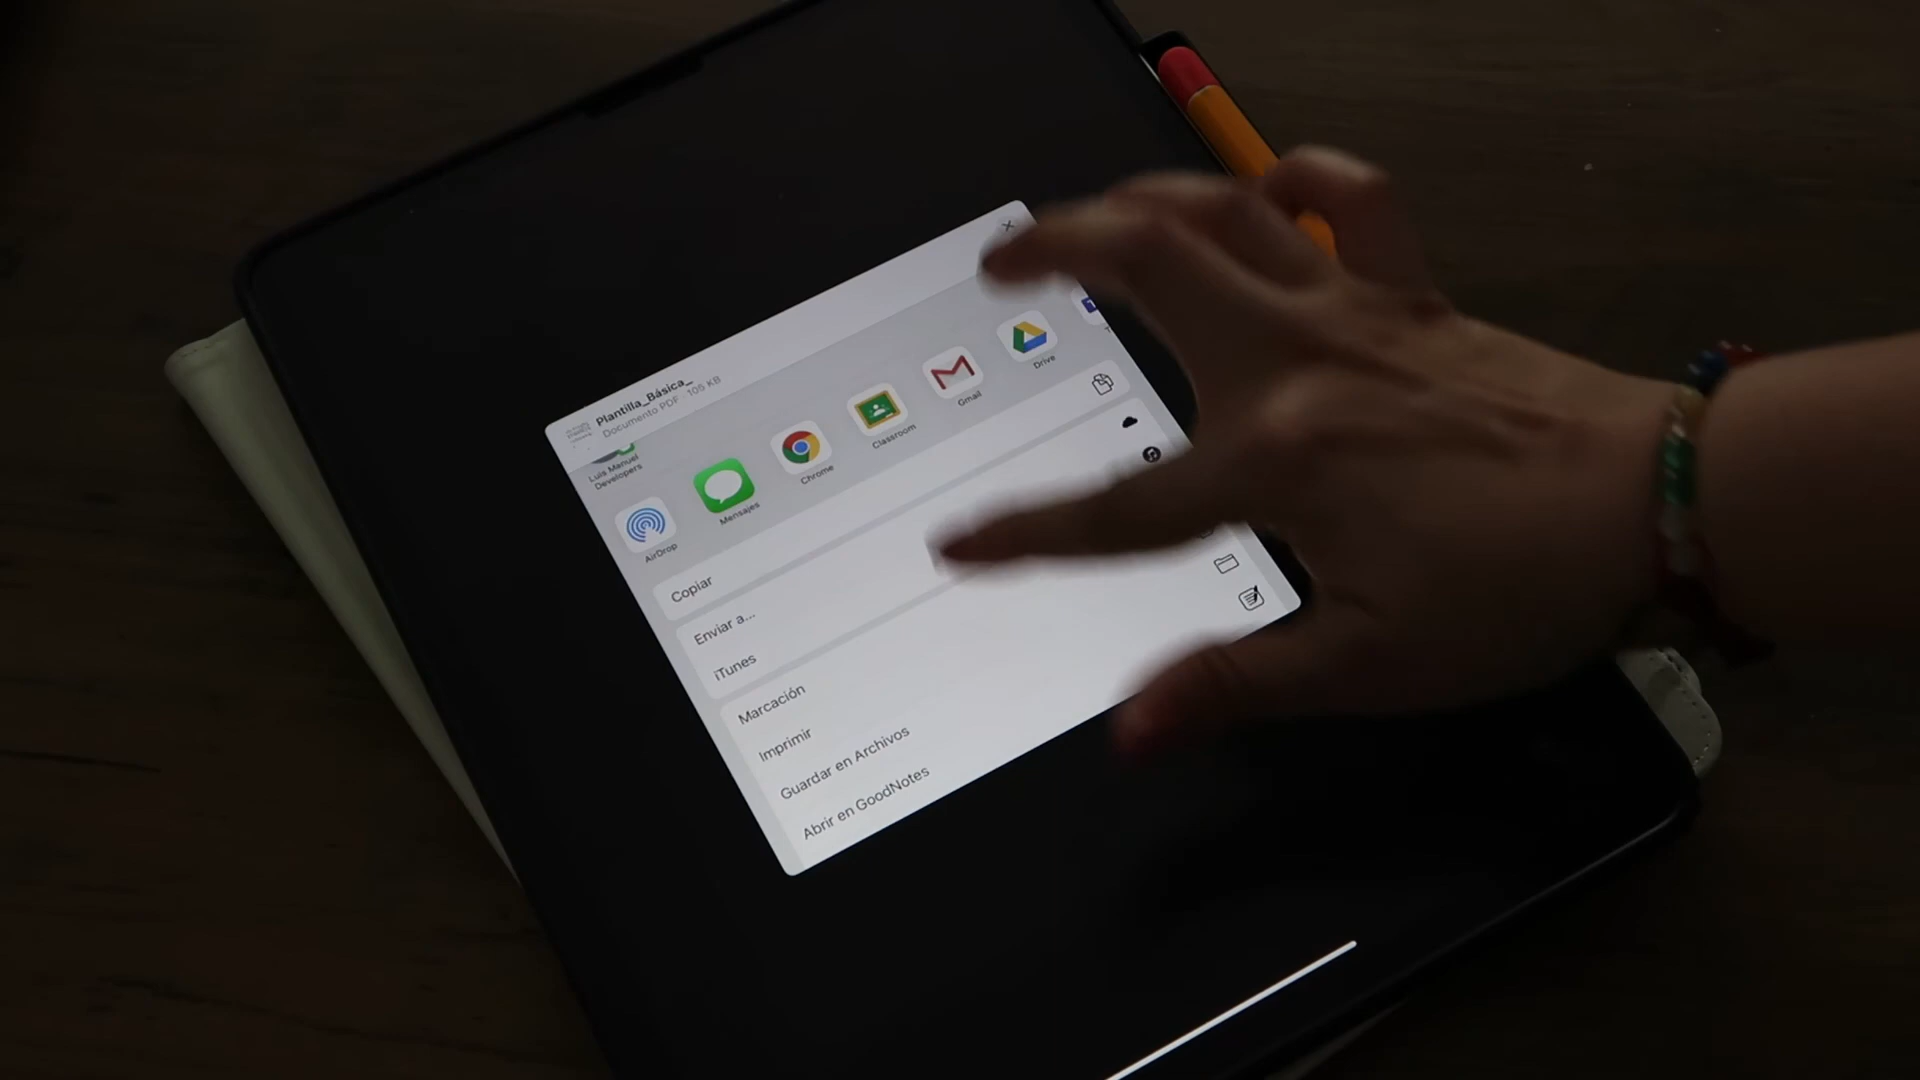 Plantilla_Básica_
Documento PDF · 105 KB
Luis Manuel
Developers
AirDrop
Mensajes
Chrome
Classroom
Gmail
Drive
Copiar
Enviar a...
iTunes
Marcación
Imprimir
Guardar en Archivos
Abrir en GoodNotes